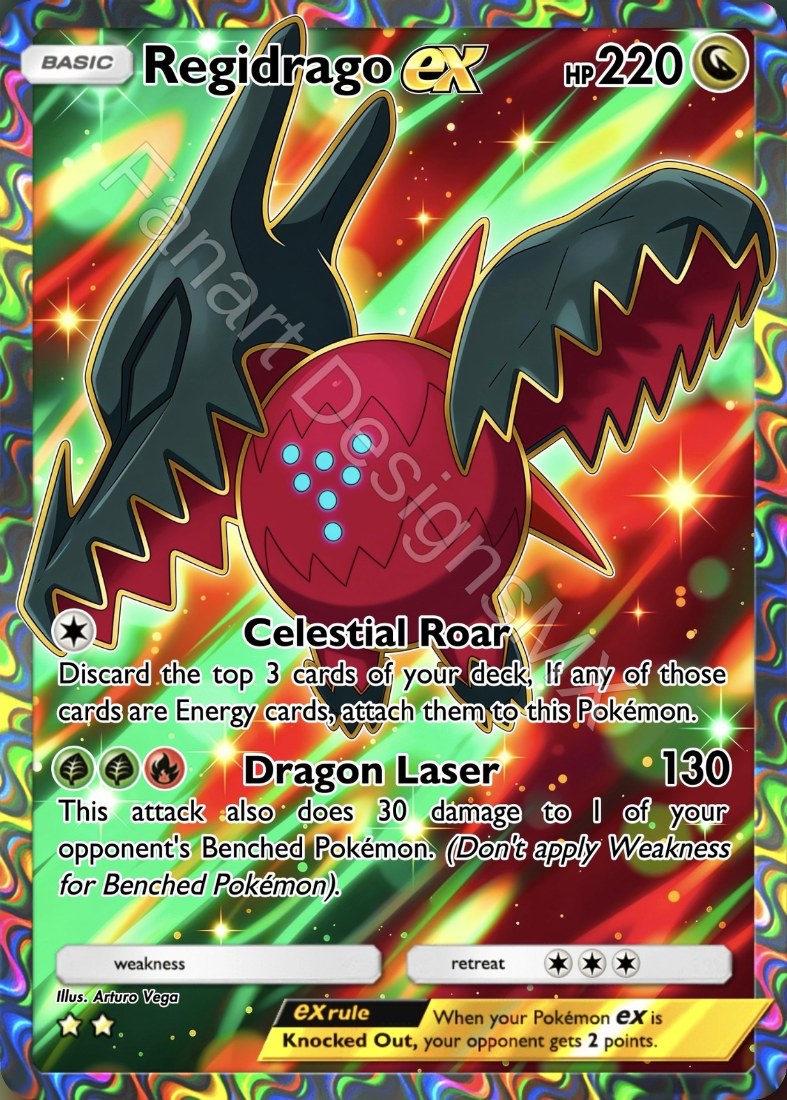 BASIC Regidrago ex HP 220
Fanart DesignsMX
Celestial Roar
Discard the top 3 cards of your deck, If any of those
cards are Energy cards, attach them to this Pokémon.
Dragon Laser 130
This attack also does 30 damage to 1 of your
opponent's Benched Pokémon. (Don't apply Weakness
for Benched Pokémon).
weakness
retreat
Illus. Arturo Vega
ex rule When your Pokémon ex is
Knocked Out, your opponent gets 2 points.